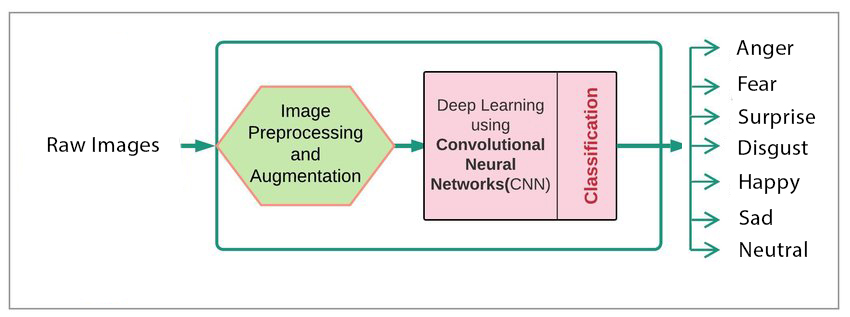 Raw Images
Image
Preprocessing
and
Augmentation
Deep Learning
using
Convolutional
Neural
Networks(CNN)
Classification
Anger
Fear
Surprise
Disgust
Happy
Sad
Neutral